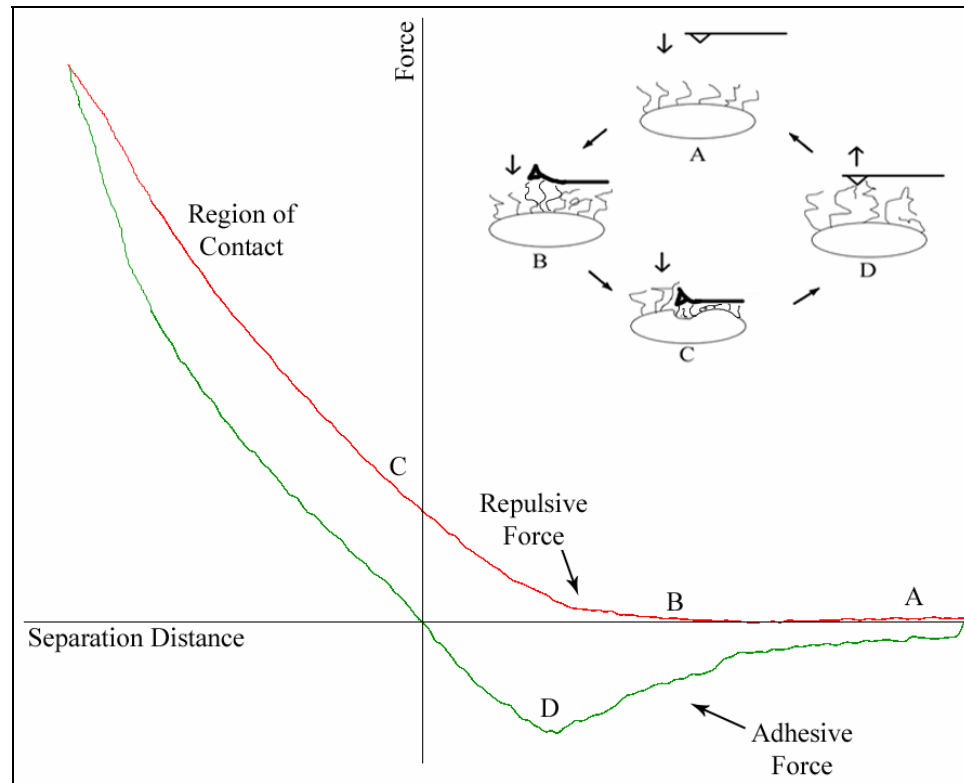 Force
A
B
D
C
Region of
Contact
C
Repulsive
Force
B
A
Separation Distance
D
Adhesive
Force